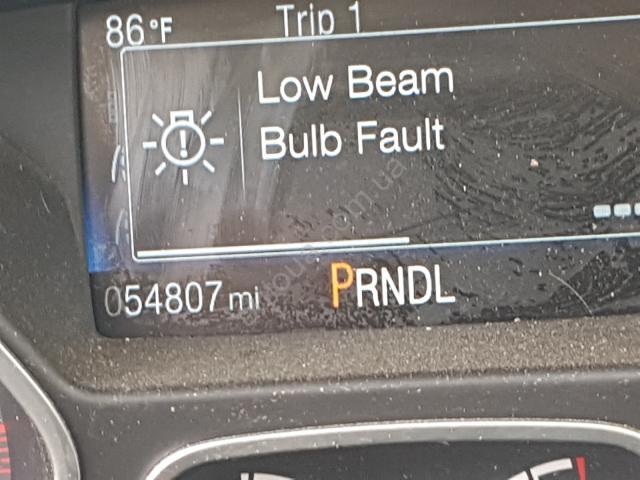 86 °F Trip 1
Low Beam
Bulb Fault
054807 mi PRNDL